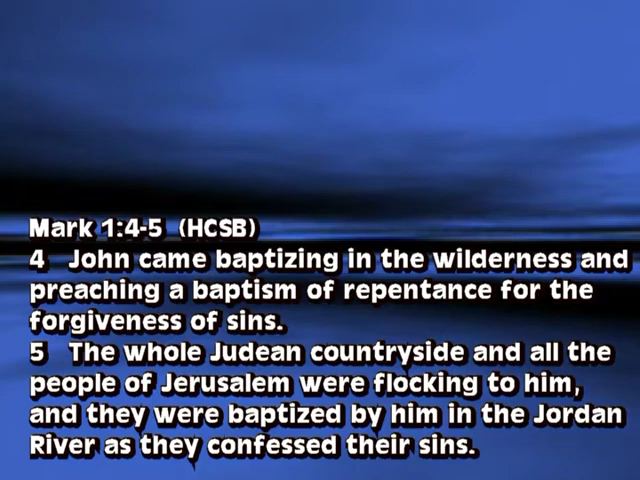 Mark 1:4-5 (HCSB)
4 John came baptizing in the wilderness and
preaching a baptism of repentance for the
forgiveness of sins.
5 The whole Judean countryside and all the
people of Jerusalem were flocking to him,
and they were baptized by him in the Jordan
River as they confessed their sins.